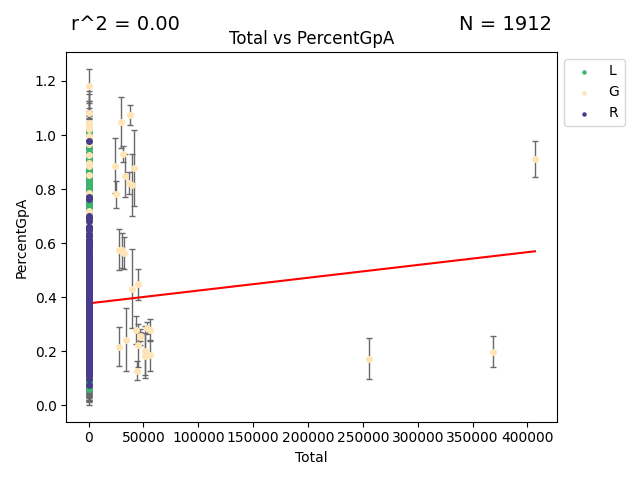 r^2 = 0.00
N = 1912
Total vs PercentGpA
L
G
R
PercentGpA
1.2
1.0
0.8
0.6
0.4
0.2
0.0
0 50000 100000 150000 200000 250000 300000 350000 400000
Total